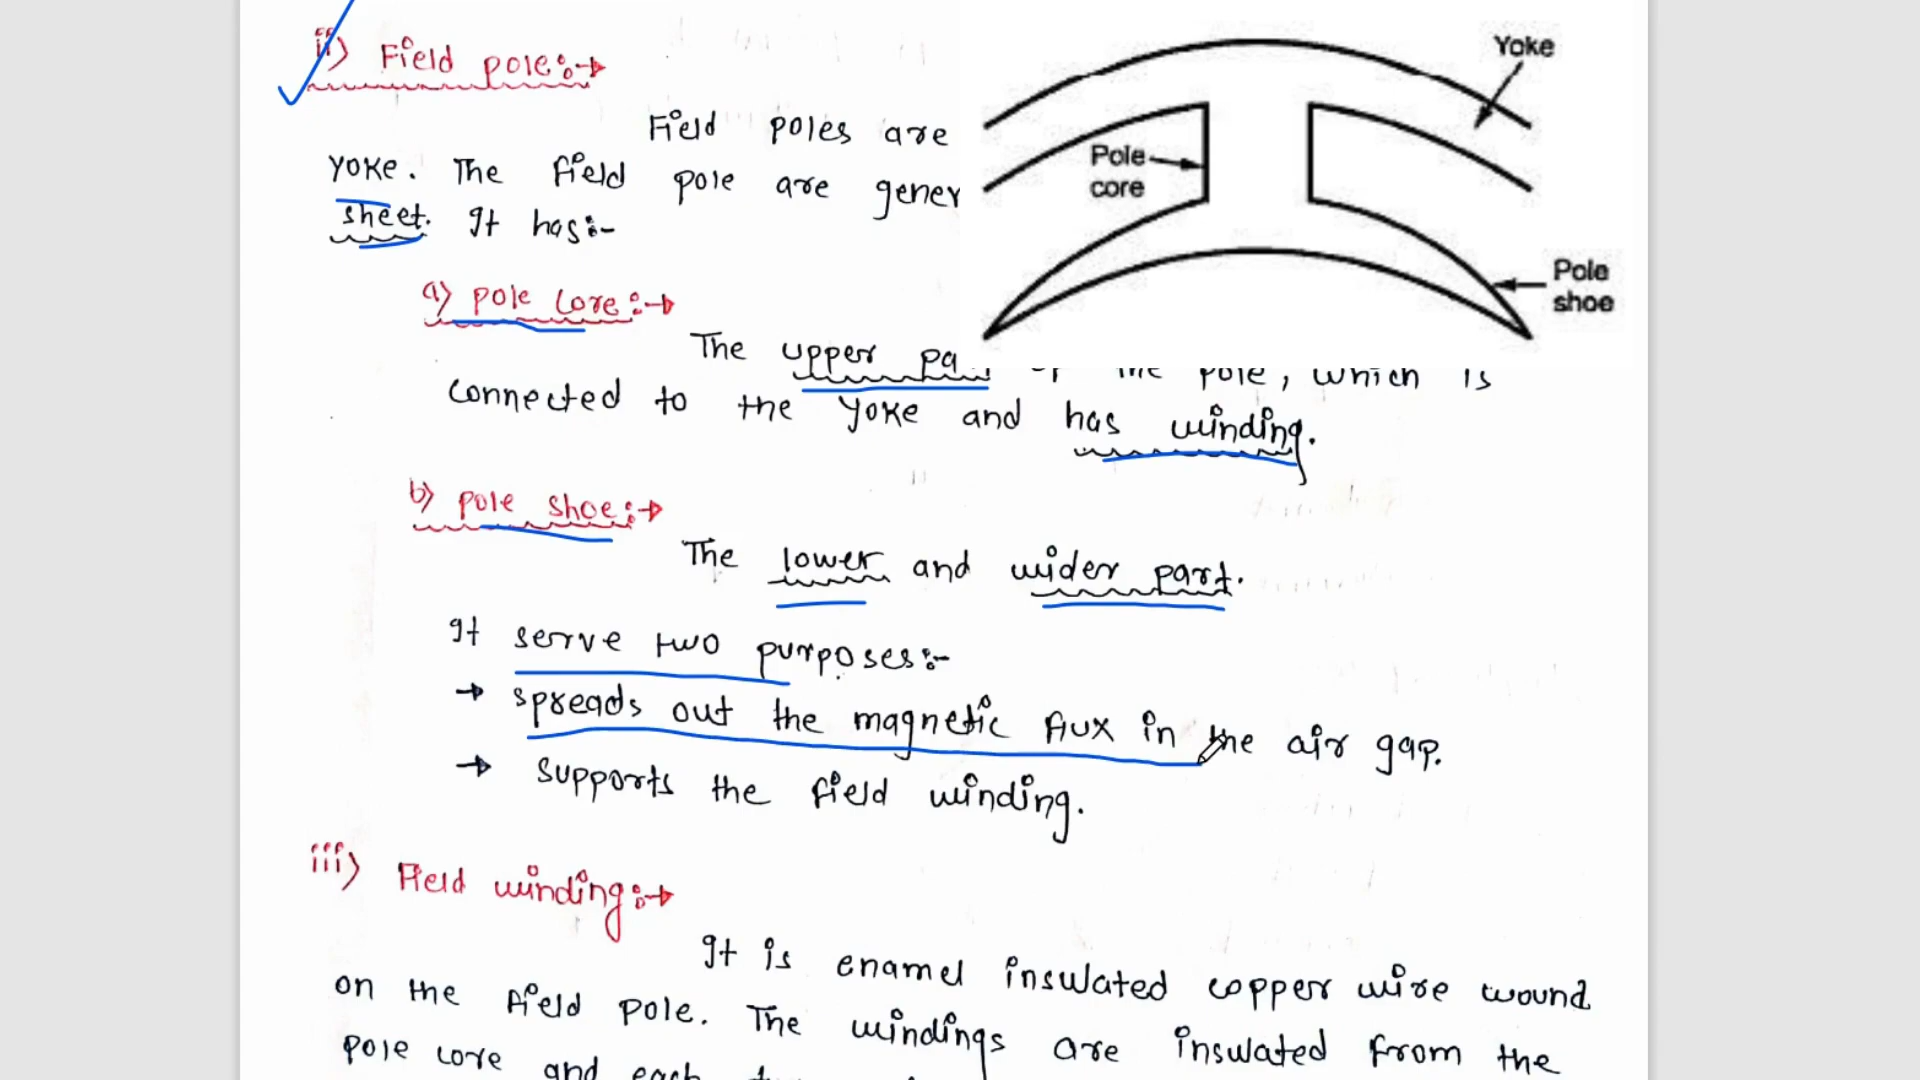 ii) Field pole:→
Field poles are
yoke. The field pole are gener
sheet. It has:-
a) pole core:→
The upper pa of the pole, which is
connected to the yoke and has winding.
b) pole shoe:→
The lower and wider part.
It serve two purposes:-
→ spreads out the magnetic flux in the air gap.
→ supports the field winding.
iii) Field winding:→
It is enamel insulated copper wire wound
on the field pole. The windings are insulated from the
pole core and each
Yoke
Pole
core
Pole
shoe